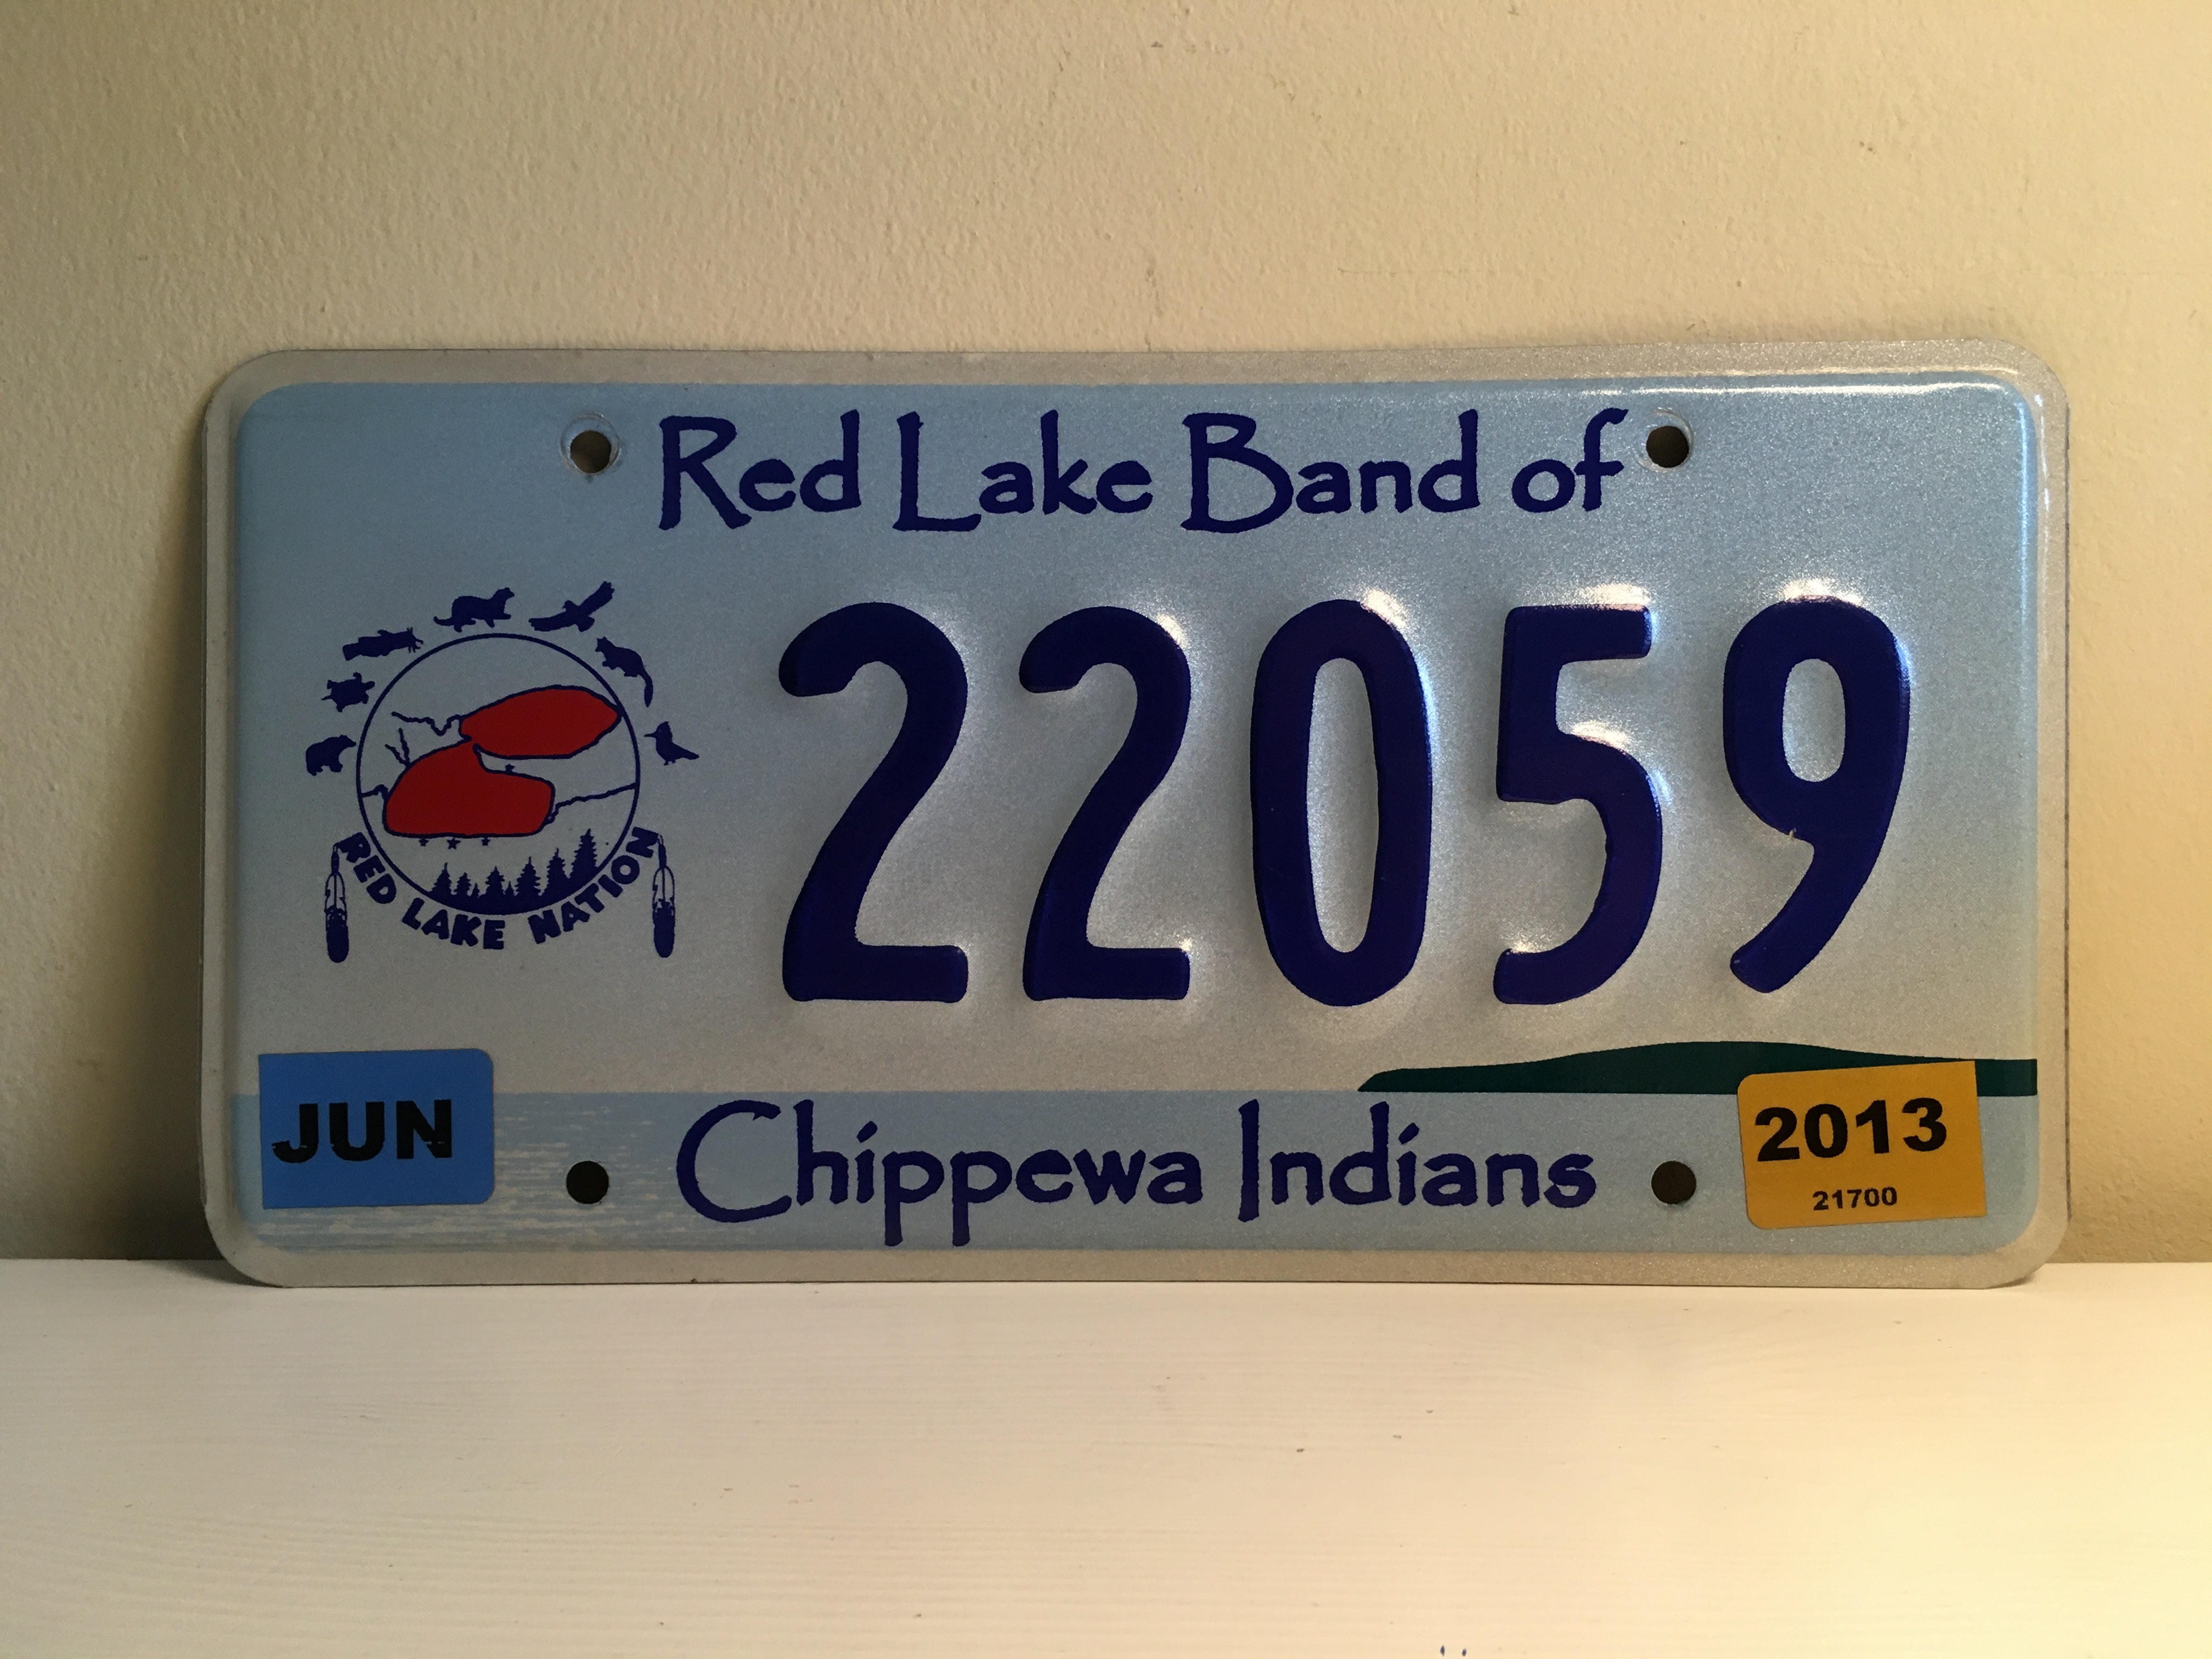 Red Lake Band of
22059
RED LAKE NATION
JUN
Chippewa Indians
2013
21700